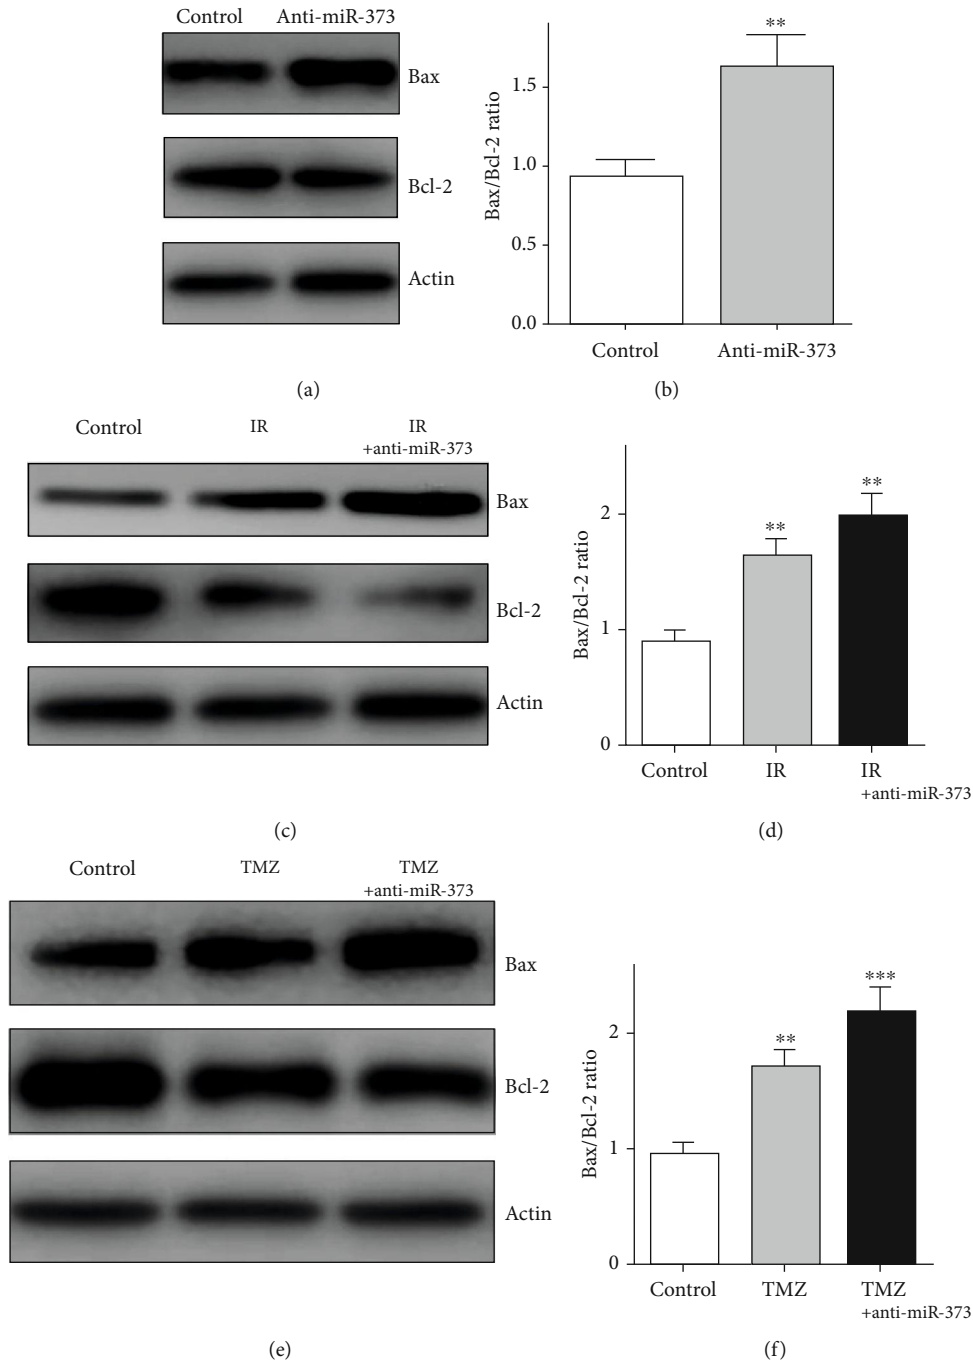 Control Anti-miR-373
Bax
Bcl-2
Actin
(a)
Bax/Bcl-2 ratio
**
1.5
1.0
0.5
0.0
Control Anti-miR-373
(b)
Control IR IR
+anti-miR-373
Bax
Bcl-2
Actin
(c)
Bax/Bcl-2 ratio
**
**
2
1
0
Control IR IR
+anti-miR-373
(d)
Control TMZ TMZ
+anti-miR-373
Bax
Bcl-2
Actin
(e)
Bax/Bcl-2 ratio
***
**
2
1
0
Control TMZ TMZ
+anti-miR-373
(f)